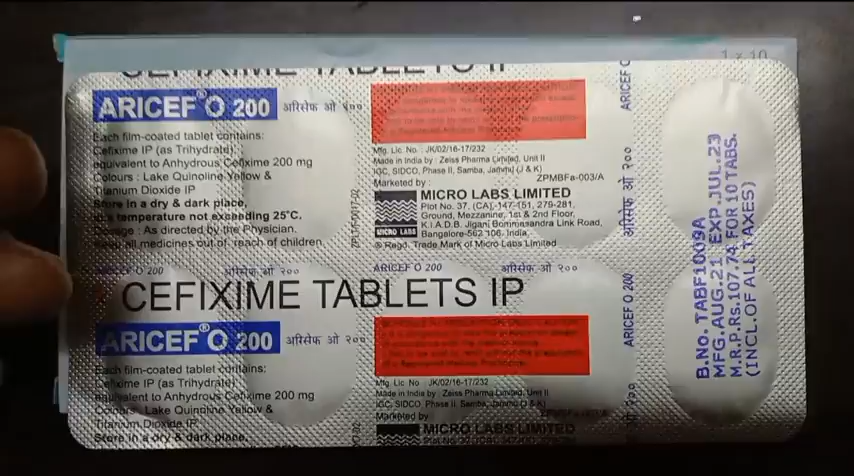 CEFIXIME TABLETS IP
1 x 10
ARICEF® O 200 अरिसेफ ओ २००
Each film-coated tablet contains:
Cefixime IP (as Trihydrate)
equivalent to Anhydrous Cefixime 200 mg
Colours : Lake Quinoline Yellow &
Titanium Dioxide IP
Store in a dry & dark place,
at a temperature not exceeding 25°C.
Dosage : As directed by the Physician.
Keep all medicines out of reach of children.
Mfg. Lic. No. JK/02/16-17/232
Made in India by : Zeiss Pharma Limited, Unit II
IGC, SIDCO, Phase II, Samba, Jammu (J & K)
ZPMBFa-003/A
Marketed by :
MICRO LABS
MICRO LABS LIMITED
Plot No. 37, (CA), 147-151, 275-281,
Ground, Mezzanine, 1st & 2nd Floor,
K.I.A.D.B. Jigani Bommasandra Link Road,
Bangalore-562 106. India.
® Regd. Trade Mark of Micro Labs Limited
ARICEF O 200 अरिसेफ ओ २०० ARICEF O 200 अरिसेफ ओ २००
CEFIXIME TABLETS IP
ARICEF® O 200 अरिसेफ ओ २००
Each film-coated tablet contains:
Cefixime IP (as Trihydrate)
equivalent to Anhydrous Cefixime 200 mg
Colours : Lake Quinoline Yellow &
Titanium Dioxide IP
Store in a dry & dark place,
Mfg. Lic. No. JK/02/16-17/232
Made in India by : Zeiss Pharma Limited, Unit II
IGC, SIDCO Phase II, Samba, Jammu (J & K)
Marketed by
MICRO LABS LIMITED
ARICEF O
अरिसेफ ओ २००
ARICEF O 200
ओ २००
B.No. TABF1009A
MFG.AUG.21 EXP.JUL.23
M.R.P.Rs.107.74 FOR 10 TABS.
(INCL.OF ALL TAXES)